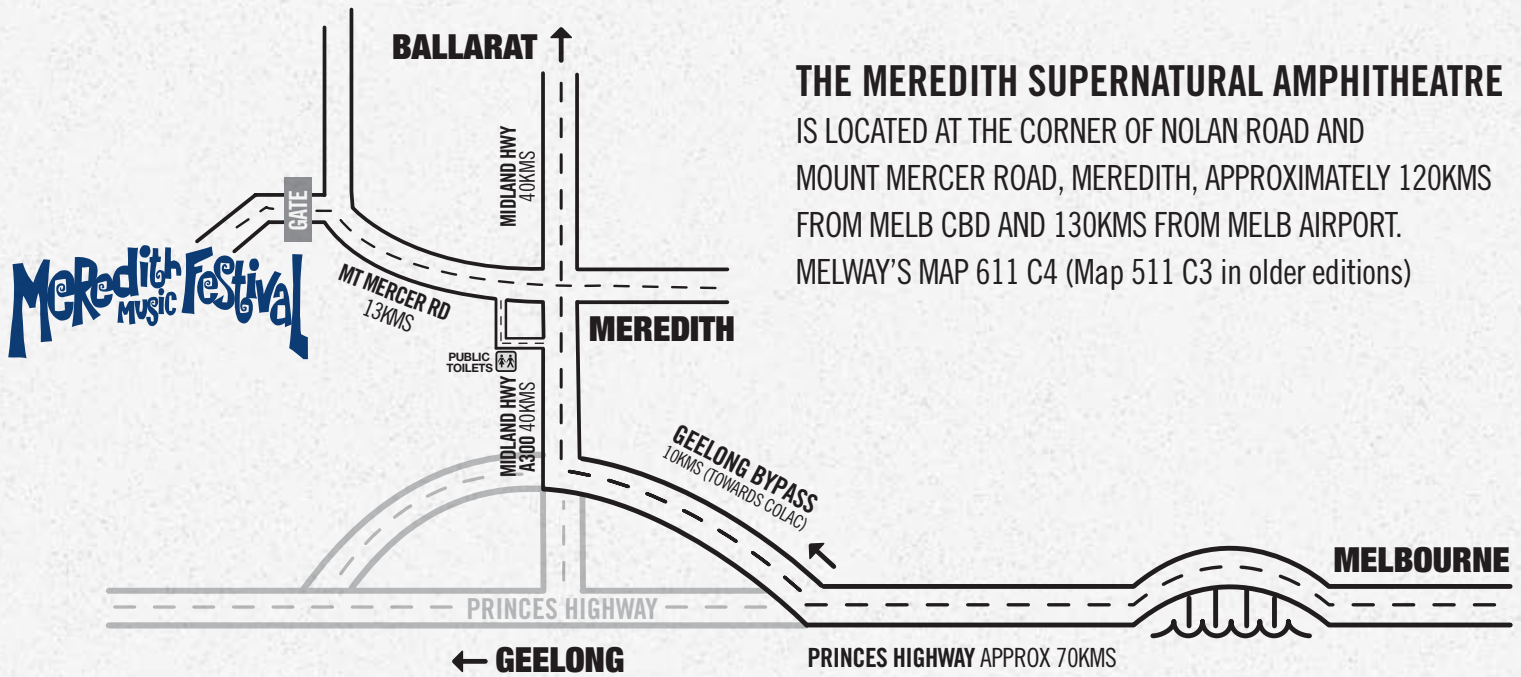 BALLARAT
THE MEREDITH SUPERNATURAL AMPHITHEATRE
IS LOCATED AT THE CORNER OF NOLAN ROAD AND
MOUNT MERCER ROAD, MEREDITH, APPROXIMATELY 120KMS
FROM MELB CBD AND 130KMS FROM MELB AIRPORT.
MELWAY'S MAP 611 C4 (Map 511 C3 in older editions)
MIDLAND HWY
40KMS
GATE
MeRedith MUSic FeStival
MT MERCER RD
13KMS
MEREDITH
PUBLIC
TOILETS
MIDLAND HWY
A300 40KMS
GEELONG BYPASS
10KMS (TOWARDS COLAC)
MELBOURNE
PRINCES HIGHWAY
GEELONG
PRINCES HIGHWAY APPROX 70KMS